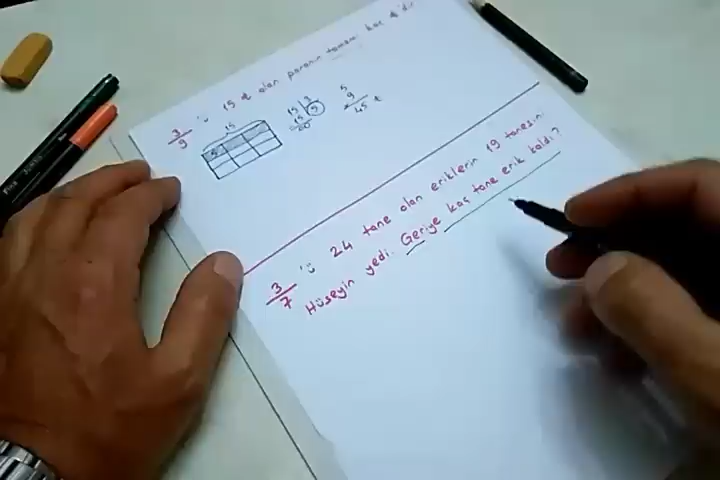 3/9 'ü 15 ₺ olan paranın tamamı kaç ₺'dir
15
5
15 3
15 5
00
5
9
45 ₺
3/7 'ü 24 tane olan eriklerin 19 tanesini
Hüseyin yedi. Geriye kaç tane erik kaldı?